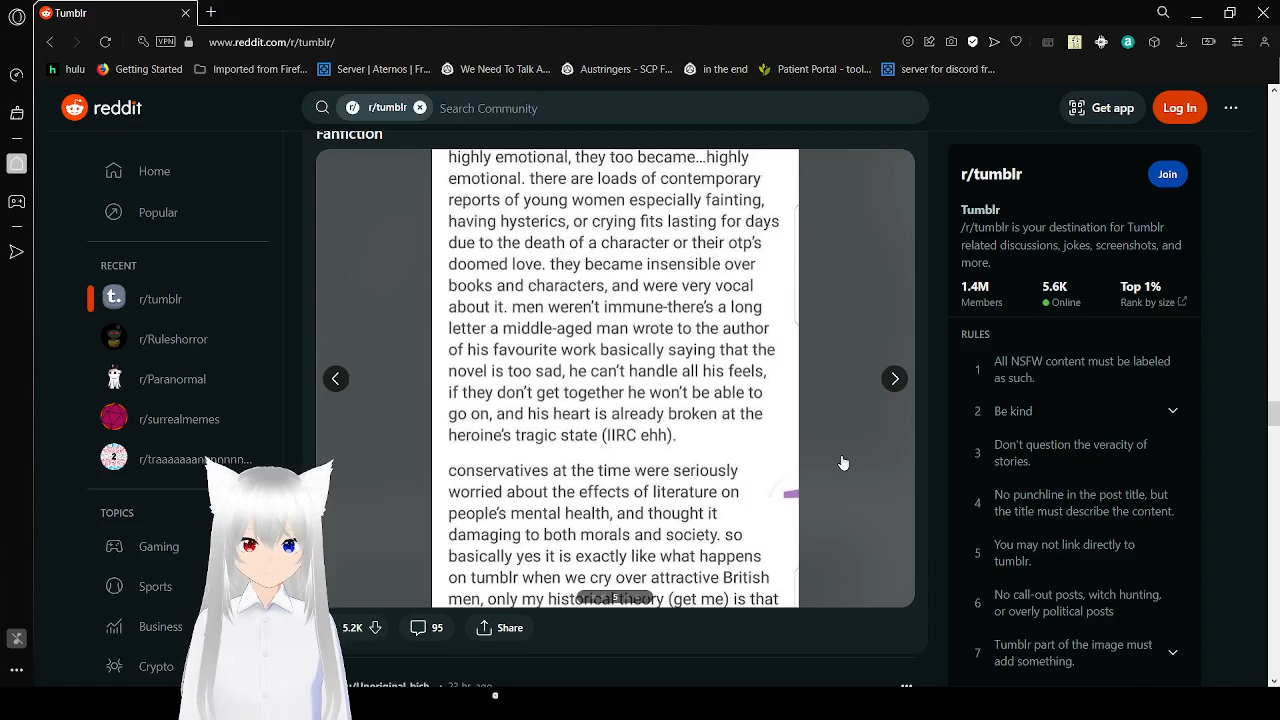 Tumblr
VPN
www.reddit.com/r/tumblr/
hulu
Getting Started
Imported from Firef...
Server | Aternos | Fr...
We Need To Talk A...
Austringers - SCP F...
in the end
Patient Portal - tool...
server for discord fr...
reddit
r/tumblr
Search Community
Get app
Log In
Home
Popular
RECENT
r/tumblr
r/Ruleshorror
r/Paranormal
r/surrealmemes
r/traaaaaaannnnnnnn...
TOPICS
Gaming
Sports
Business
Crypto
Fanfiction
highly emotional, they too became...highly
emotional. there are loads of contemporary
reports of young women especially fainting,
having hysterics, or crying fits lasting for days
due to the death of a character or their otp's
doomed love. they became insensible over
books and characters, and were very vocal
about it. men weren't immune-there's a long
letter a middle-aged man wrote to the author
of his favourite work basically saying that the
novel is too sad, he can't handle all his feels,
if they don't get together he won't be able to
go on, and his heart is already broken at the
heroine's tragic state (IIRC ehh).
conservatives at the time were seriously
worried about the effects of literature on
people's mental health, and thought it
damaging to both morals and society. so
basically yes it is exactly like what happens
on tumblr when we cry over attractive British
men, only my historical theory (get me) is that
5.2K
95
Share
23 hr. ago
r/tumblr
Join
Tumblr
/r/tumblr is your destination for Tumblr
related discussions, jokes, screenshots, and
more.
1.4M
Members
5.6K
Online
Top 1%
Rank by size
RULES
1 All NSFW content must be labeled
as such.
2 Be kind
3 Don't question the veracity of
stories.
4 No punchline in the post title, but
the title must describe the content.
5 You may not link directly to
tumblr.
6 No call-out posts, witch hunting,
or overly political posts
7 Tumblr part of the image must
add something.